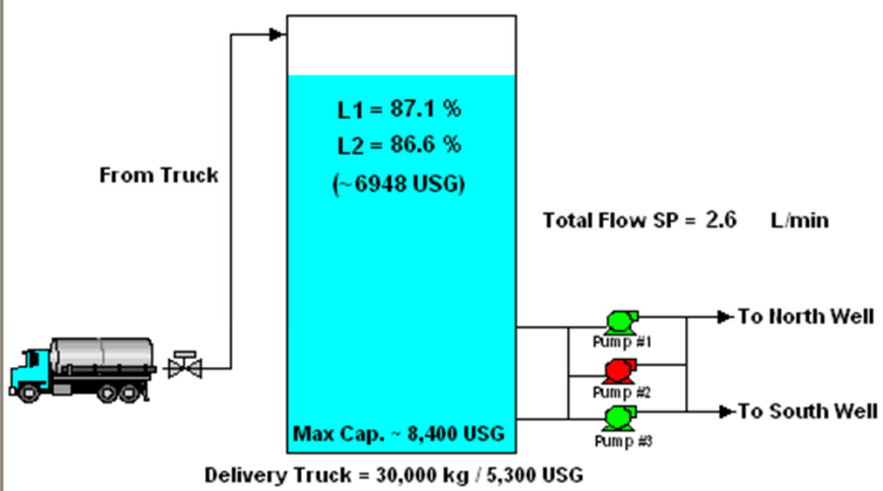 L1 = 87.1 %
L2 = 86.6 %
(~6948 USG)
From Truck
Total Flow SP = 2.6 L/min
To North Well
Pump #1
Pump #2
To South Well
Pump #3
Max Cap. ~ 8,400 USG
Delivery Truck = 30,000 kg / 5,300 USG